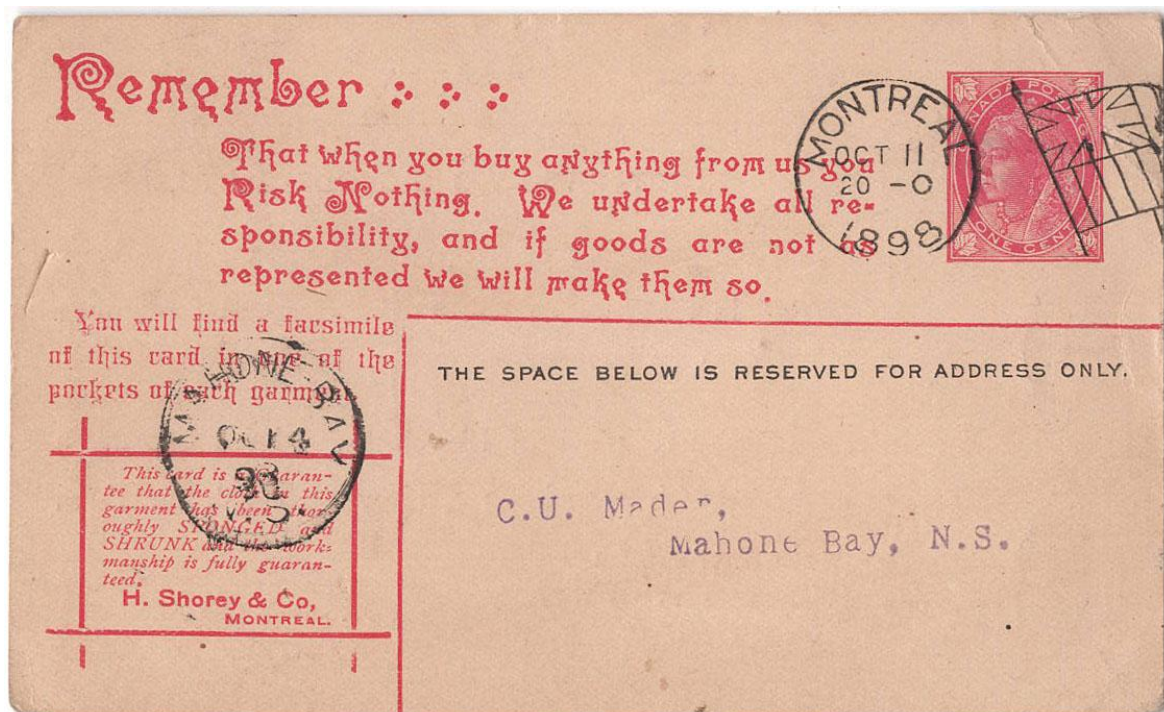 Remember
That when you buy anything from us you
Risk Nothing. We undertake all re-
sponsibility, and if goods are not as
represented we will make them so.
MONTREAL
OCT 11
20 - 0
1898
CANADA POSTAGE
ONE CENT
You will find a facsimile
of this card in one of the
pockets of each garment
MAHONE BAY
OC 14
98
N.S.
This card is a guaran-
tee that the cloth in this
garment has been thor-
oughly SPONGED and
SHRUNK and the work-
manship is fully guaran-
teed.
H. Shorey & Co,
MONTREAL.
THE SPACE BELOW IS RESERVED FOR ADDRESS ONLY.
C.U. Mader,
Mahone Bay, N.S.